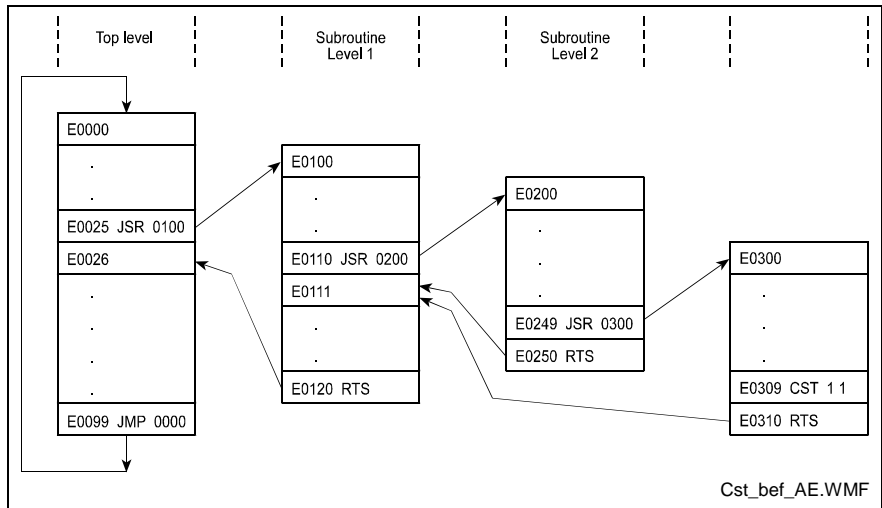 Top level
Subroutine
Level 1
Subroutine
Level 2
E0000
.
.
E0025 JSR 0100
E0026
.
.
.
.
E0099 JMP 0000
E0100
.
.
E0110 JSR 0200
E0111
.
.
E0120 RTS
E0200
.
.
.
E0249 JSR 0300
E0250 RTS
E0300
.
.
.
E0309 CST 1 1
E0310 RTS
Cst_bef_AE.WMF